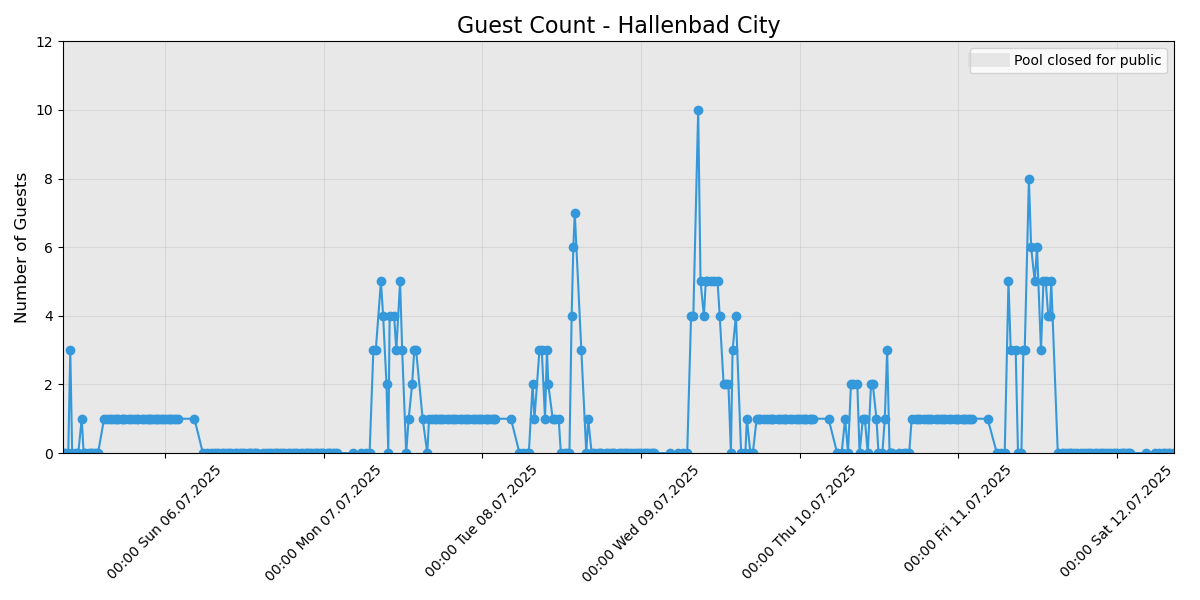 Guest Count - Hallenbad City
Pool closed for public
Number of Guests
12
10
8
6
4
2
0
00:00 Sun 06.07.2025
00:00 Mon 07.07.2025
00:00 Tue 08.07.2025
00:00 Wed 09.07.2025
00:00 Thu 10.07.2025
00:00 Fri 11.07.2025
00:00 Sat 12.07.2025